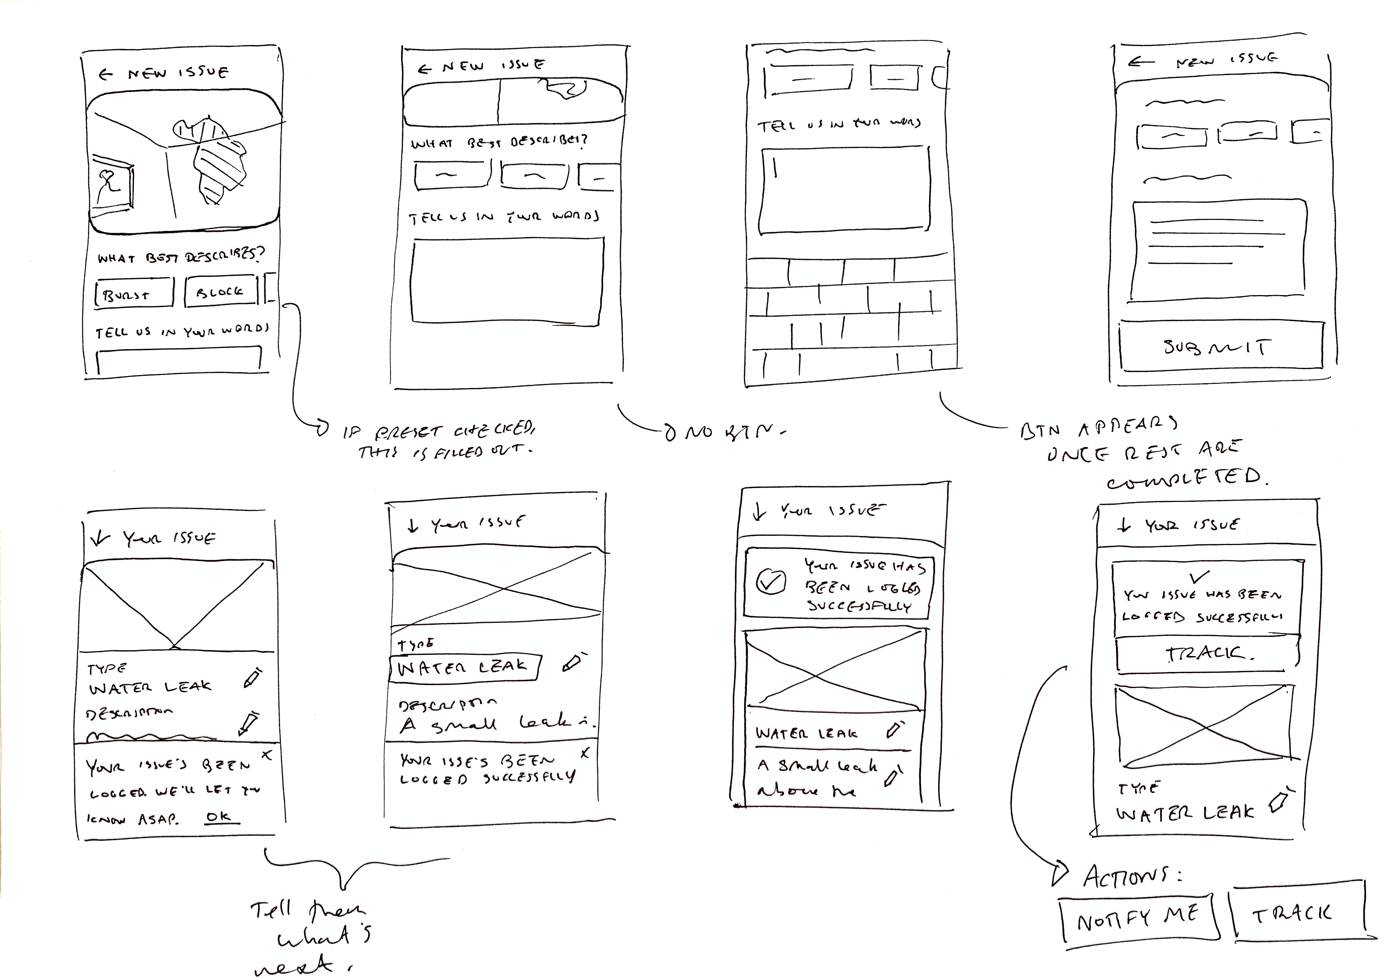 ← NEW ISSUE
WHAT BEST DESCRIBES?
BURST
BLOCK
TELL US IN YOUR WORDS
← NEW ISSUE
WHAT BEST DESCRIBES?
TELL US IN YOUR WORDS
TELL US IN YOUR WORD
← NEW ISSUE
SUBMIT
IF PRESET CHECKED,
THIS IS FILLED OUT.
NO BTN.
BTN APPEARS
ONCE REST ARE
COMPLETED.
↓ YOUR ISSUE
TYPE
WATER LEAK
DESCRIPTION
YOUR ISSUE'S BEEN X
LOGGED WE'LL LET YOU
KNOW ASAP. OK
↓ YOUR ISSUE
TYPE
WATER LEAK
DESCRIPTION
A small leak i.
YOUR ISSE'S BEEN X
LOGGED SUCCESSFULLY
↓ YOUR ISSUE
YOUR ISSUE HAS
BEEN LOGGED
SUCCESSFULLY
WATER LEAK
A small leak
above the
↓ YOUR ISSUE
YOUR ISSUE HAS BEEN
LOGGED SUCCESSFULLY
TRACK.
TYPE
WATER LEAK
Tell them
what's
next.
ACTIONS:
NOTIFY ME
TRACK